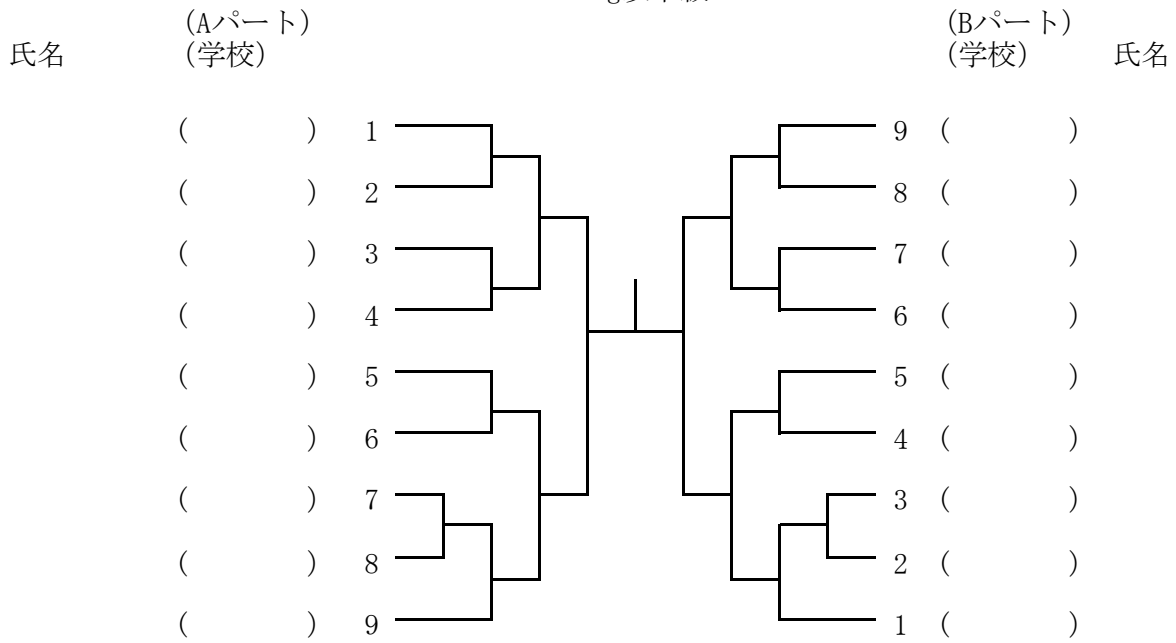 (Aパート) (Bパート)
氏名 (学校) (学校) 氏名
( ) 1 9 ( )
( ) 2 8 ( )
( ) 3 7 ( )
( ) 4 6 ( )
( ) 5 5 ( )
( ) 6 4 ( )
( ) 7 3 ( )
( ) 8 2 ( )
( ) 9 1 ( )